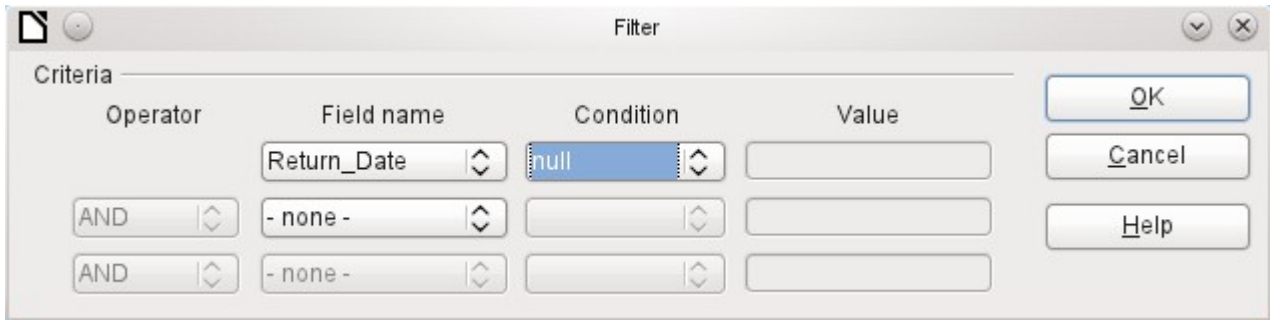 Filter
Criteria
Operator Field name Condition Value
OK
Return_Date null
Cancel
AND - none -
Help
AND - none -